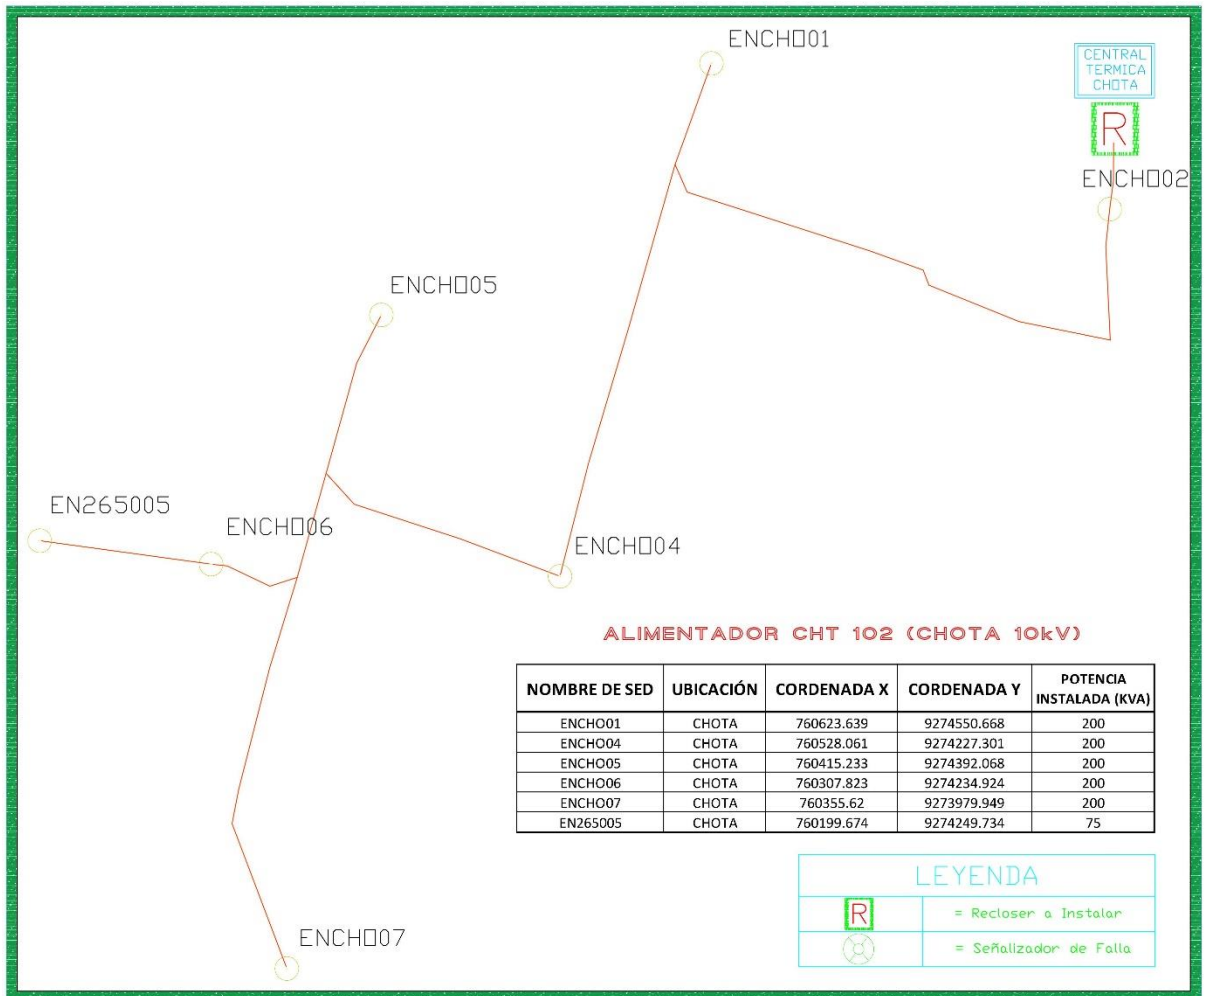 ENCHO01
CENTRAL
TERMICA
CHOTA
R
ENCHO02
ENCHO05
EN265005
ENCHO06
ENCHO04
ALIMENTADOR CHT 102 (CHOTA 10kV)
NOMBRE DE SED UBICACIÓN CORDENADA X CORDENADA Y POTENCIA INSTALADA (KVA)
ENCHO01 CHOTA 760623.639 9274550.668 200
ENCHO04 CHOTA 760528.061 9274227.301 200
ENCHO05 CHOTA 760415.233 9274392.068 200
ENCHO06 CHOTA 760307.823 9274234.924 200
ENCHO07 CHOTA 760355.62 9273979.949 200
EN265005 CHOTA 760199.674 9274249.734 75
LEYENDA
R = Recloser a Instalar
= Señalizador de Falla
ENCHO07